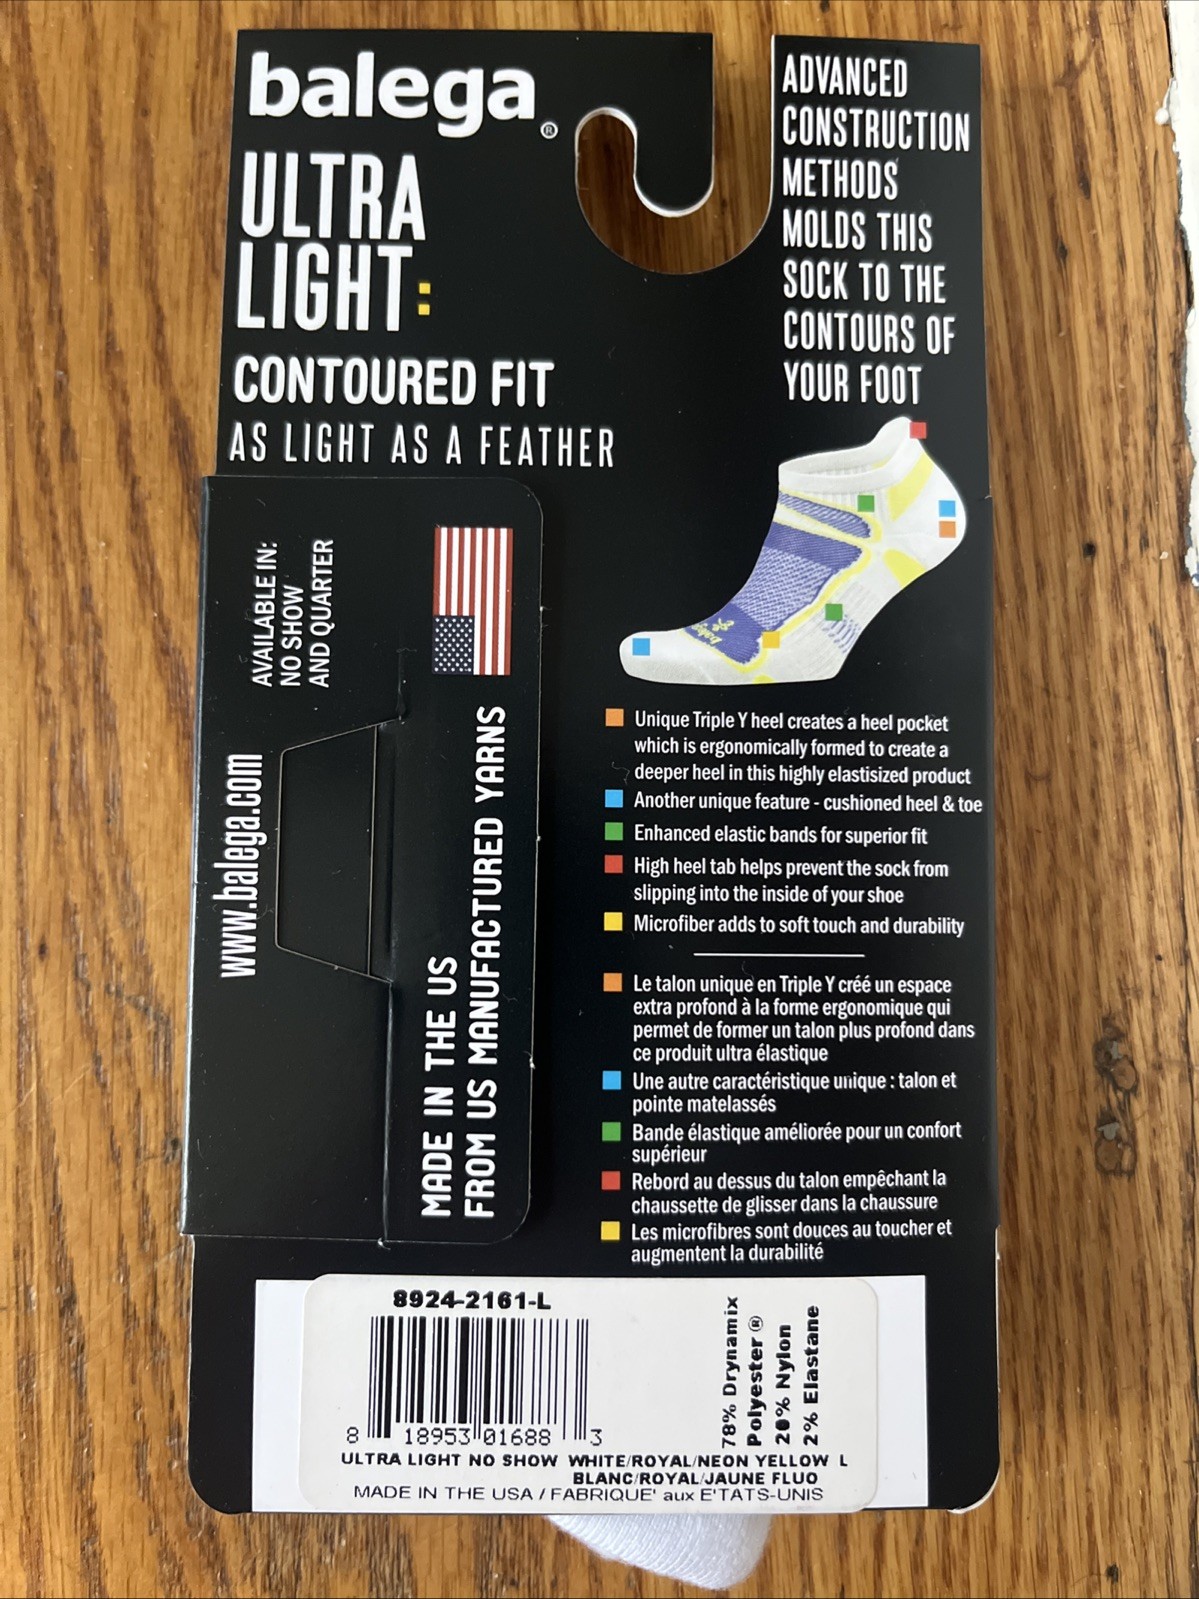 balega®
ULTRA
LIGHT:
CONTOURED FIT
AS LIGHT AS A FEATHER
ADVANCED
CONSTRUCTION
METHODS
MOLDS THIS
SOCK TO THE
CONTOURS OF
YOUR FOOT
balega
AVAILABLE IN:
NO SHOW
AND QUARTER
www.balega.com
MADE IN THE US
FROM US MANUFACTURED YARNS
Unique Triple Y heel creates a heel pocket
which is ergonomically formed to create a
deeper heel in this highly elastisized product
Another unique feature - cushioned heel & toe
Enhanced elastic bands for superior fit
High heel tab helps prevent the sock from
slipping into the inside of your shoe
Microfiber adds to soft touch and durability
Le talon unique en Triple Y créé un espace
extra profond à la forme ergonomique qui
permet de former un talon plus profond dans
ce produit ultra élastique
Une autre caractéristique unique : talon et
pointe matelassés
Bande élastique améliorée pour un confort
supérieur
Rebord au dessus du talon empêchant la
chaussette de glisser dans la chaussure
Les microfibres sont douces au toucher et
augmentent la durabilité
8924-2161-L
8 18953 01688 3
78% Drynamix
Polyester ®
20% Nylon
2% Elastane
ULTRA LIGHT NO SHOW WHITE/ROYAL/NEON YELLOW L
BLANC/ROYAL/JAUNE FLUO
MADE IN THE USA / FABRIQUE' aux E'TATS-UNIS